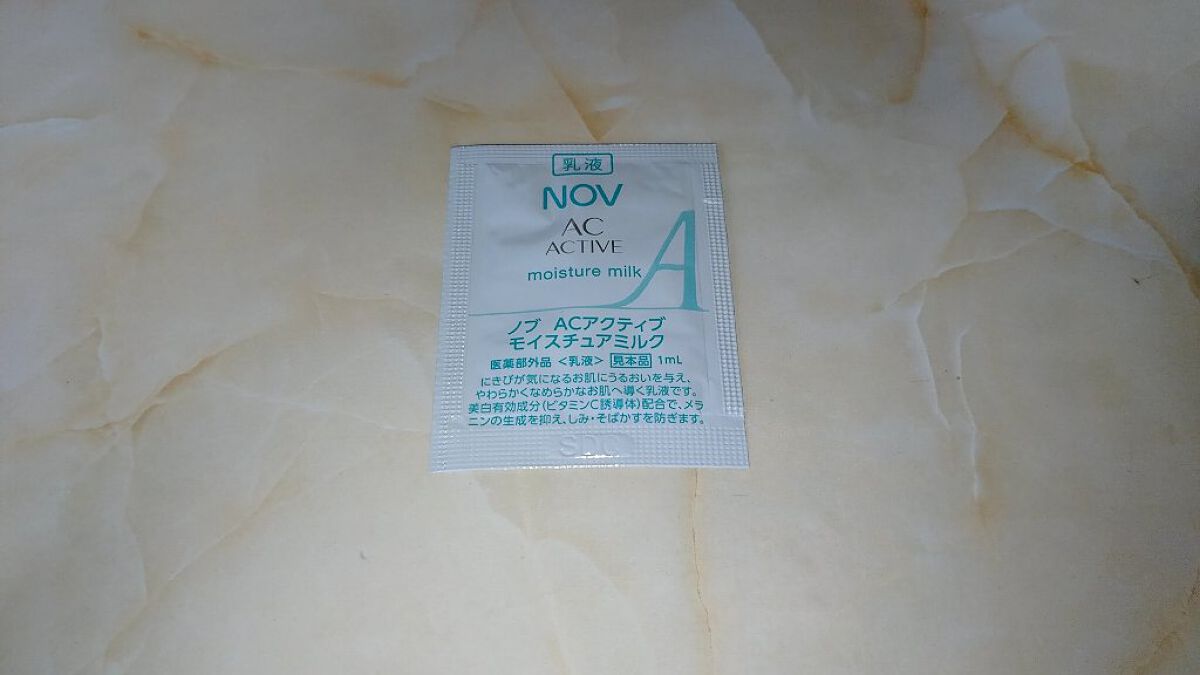 乳液
NOV
AC
ACTIVE
moisture milk
A
ノブ ACアクティブ
モイスチュアミルク
医薬部外品 <乳液> 見本品 1mL
にきびが気になるお肌にうるおいを与え、
やわらかくなめらかなお肌へ導く乳液です。
美白有効成分(ビタミンC誘導体)配合で、メラ
ニンの生成を抑え、しみ・そばかすを防ぎます。